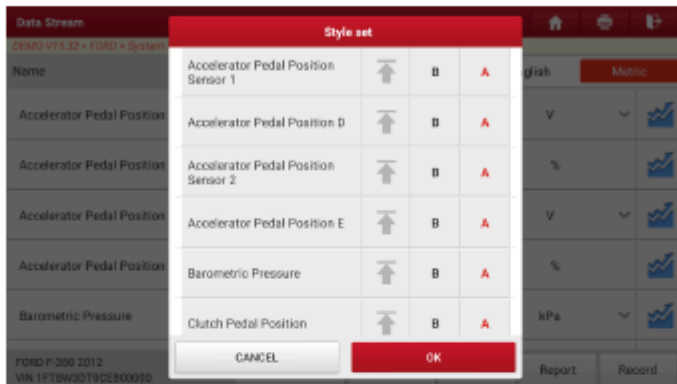 Data Stream
Style set
DEMO V15.32 > FORD > System
Name
glish
Metric
Accelerator Pedal Position
Sensor 1
B
A
Accelerator Pedal Position
V
Accelerator Pedal Position D
B
A
Accelerator Pedal Position
%
Accelerator Pedal Position
Sensor 2
B
A
Accelerator Pedal Position
V
Accelerator Pedal Position E
B
A
Accelerator Pedal Position
%
Barometric Pressure
B
A
Barometric Pressure
kPa
Clutch Pedal Position
B
A
CANCEL
OK
FORD F-350 2012
Report
Record